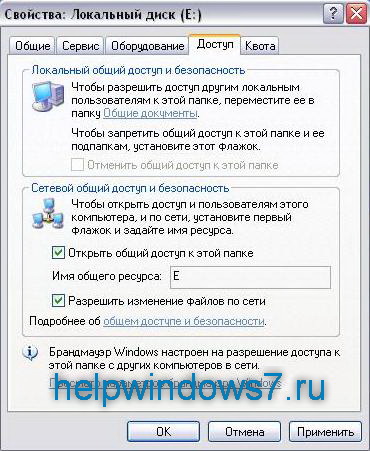 Свойства: Локальный диск (E:)
Общие Сервис Оборудование Доступ Квота
Локальный общий доступ и безопасность
Чтобы разрешить доступ другим локальным
пользователям к этой папке, переместите ее в
папку Общие документы.
Чтобы запретить общий доступ к этой папке и ее
подпапкам, установите этот флажок.
Отменить общий доступ к этой папке
Сетевой общий доступ и безопасность
Чтобы открыть доступ и пользователям этого
компьютера, и по сети, установите первый
флажок и задайте имя ресурса.
Открыть общий доступ к этой папке
Имя общего ресурса: E
Разрешить изменение файлов по сети
Подробнее об общем доступе и безопасности.
Брандмауэр Windows настроен на разрешение доступа к
этой папке с других компьютеров в сети.
Просмотр параметров брандмауэра Windows
helpwindows7.ru
OK Отмена Применить